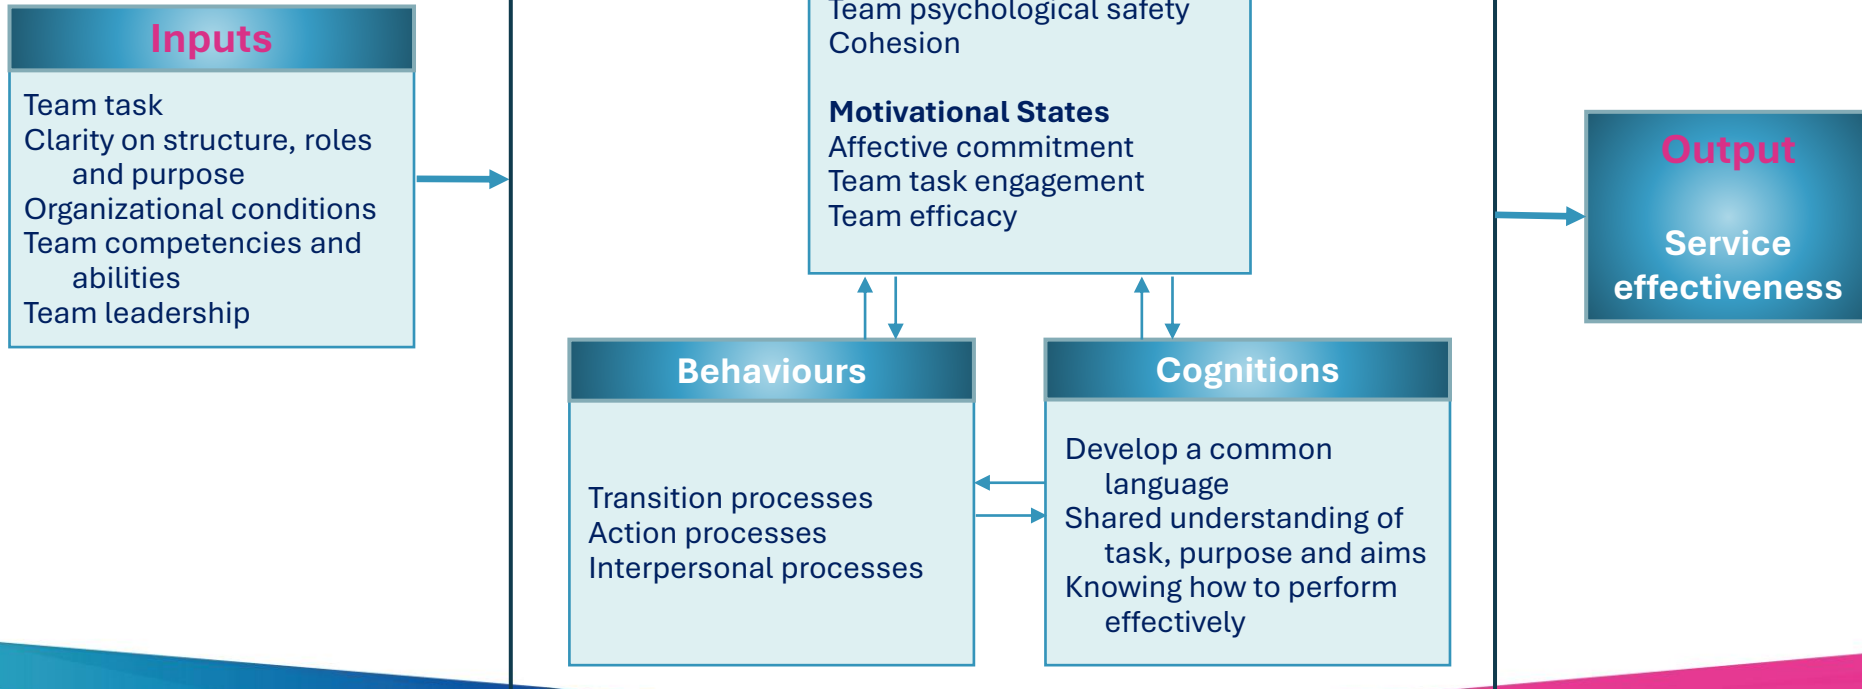 Inputs
Team task
Clarity on structure, roles
and purpose
Organizational conditions
Team competencies and
abilities
Team leadership
Team psychological safety
Cohesion
Motivational States
Affective commitment
Team task engagement
Team efficacy
Behaviours
Transition processes
Action processes
Interpersonal processes
Cognitions
Develop a common
language
Shared understanding of
task, purpose and aims
Knowing how to perform
effectively
Output
Service
effectiveness